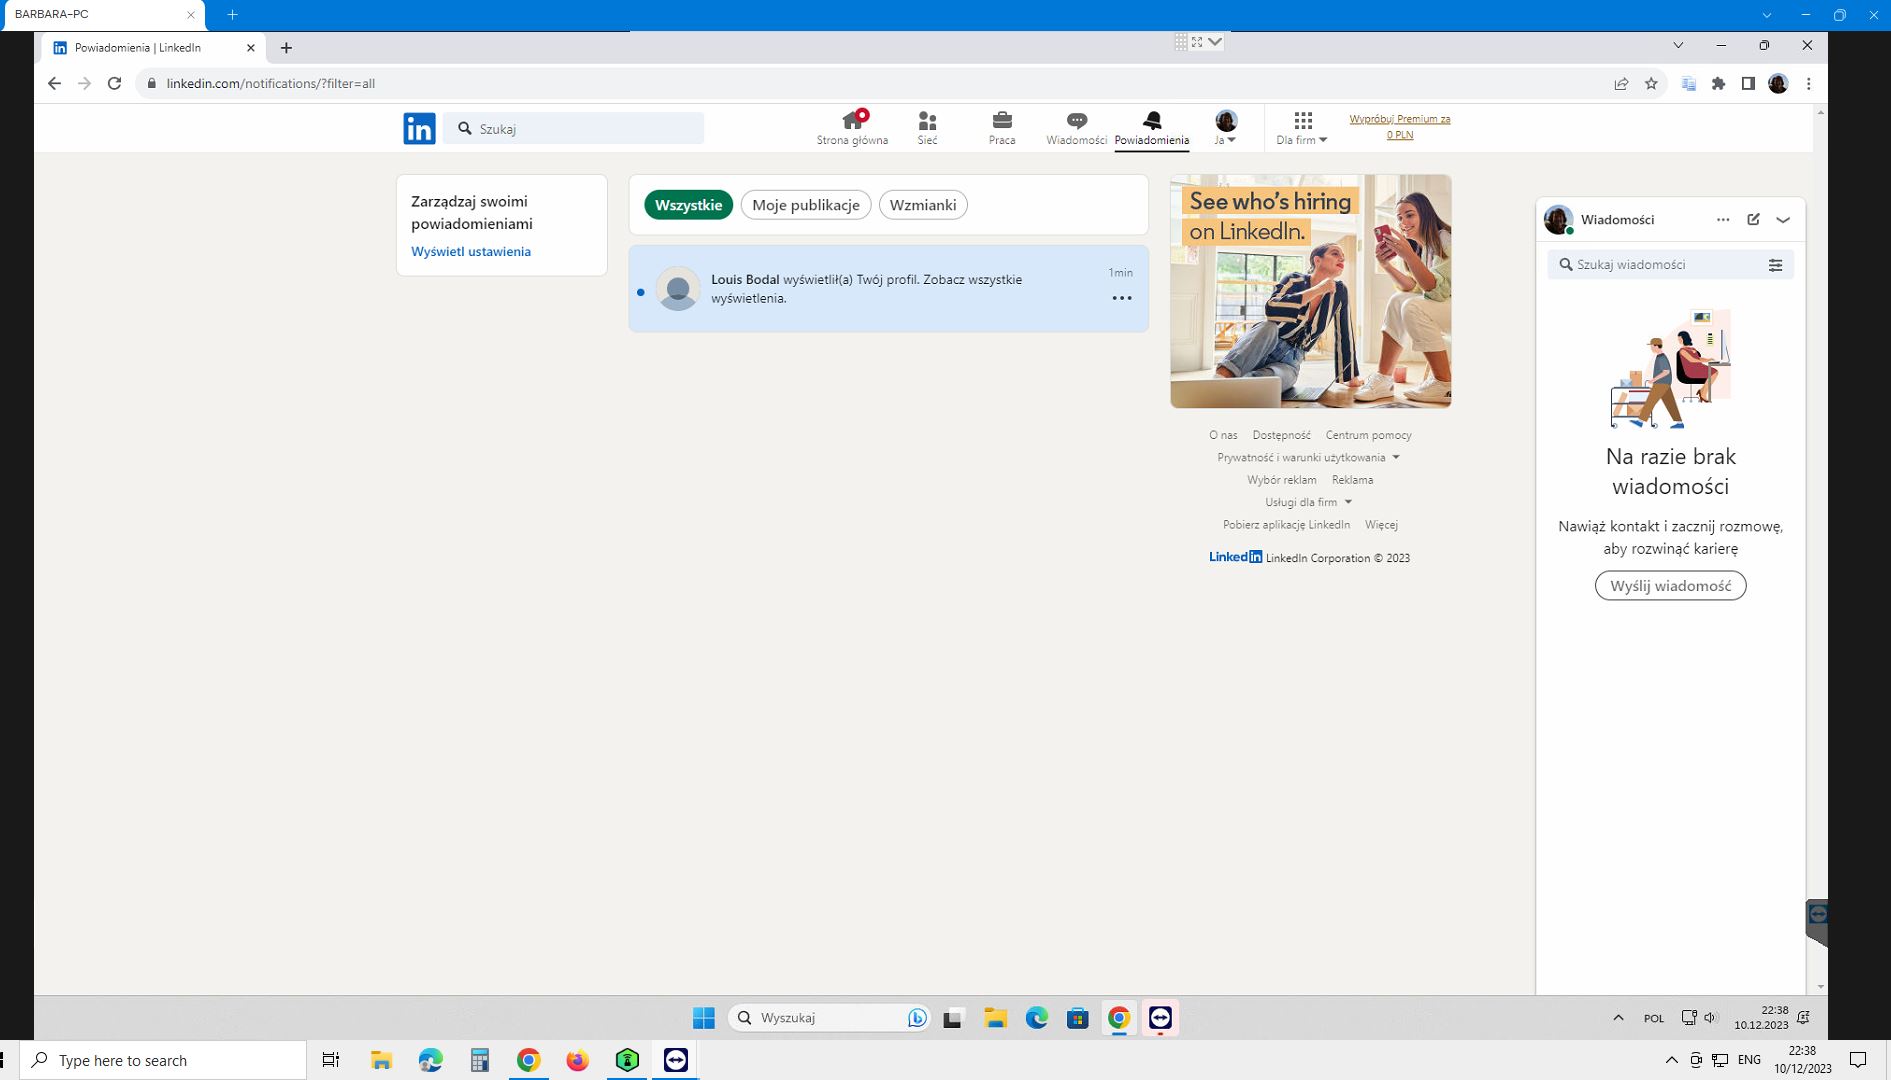 BARBARA-PC
Powiadomienia | LinkedIn
linkedin.com/notifications/?filter=all
in
Szukaj
Strona główna
Sieć
Praca
Wiadomości
Powiadomienia
Ja
Dla firm
Wypróbuj Premium za
0 PLN
Zarządzaj swoimi
powiadomieniami
Wyświetl ustawienia
Wszystkie
Moje publikacje
Wzmianki
Louis Bodal wyświetlił(a) Twój profil. Zobacz wszystkie
wyświetlenia.
1min
See who's hiring
on LinkedIn.
O nas Dostępność Centrum pomocy
Prywatność i warunki użytkowania
Wybór reklam Reklama
Usługi dla firm
Pobierz aplikację LinkedIn Więcej
LinkedIn LinkedIn Corporation © 2023
Wiadomości
Szukaj wiadomości
Na razie brak
wiadomości
Nawiąż kontakt i zacznij rozmowę,
aby rozwinąć karierę
Wyślij wiadomość
Wyszukaj
POL
22:38
10.12.2023
Type here to search
ENG
22:38
10/12/2023